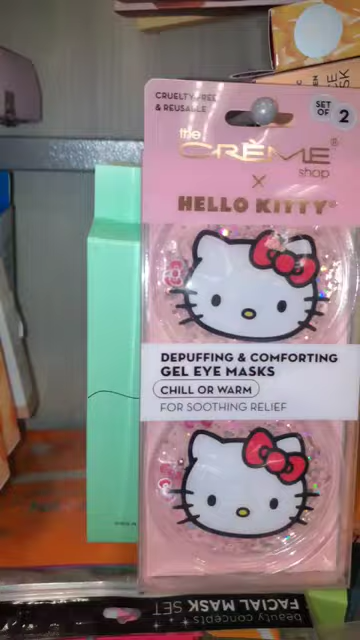 CRUELTY-FREE
& REUSABLE
SET
OF 2
the
CRÈME®
shop
×
HELLO KITTY®
DEPUFFING & COMFORTING
GEL EYE MASKS
CHILL OR WARM
FOR SOOTHING RELIEF
beauty concepts
FACIAL MASK SET